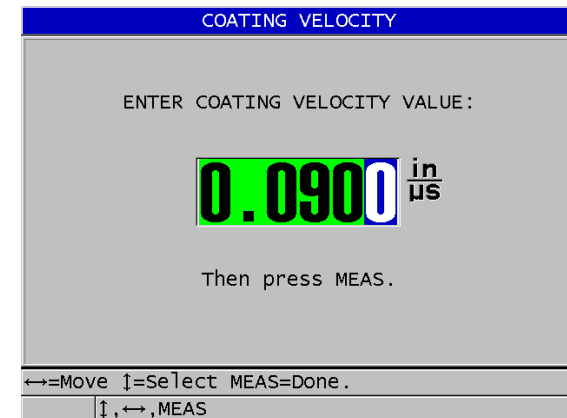 COATING VELOCITY
ENTER COATING VELOCITY VALUE:
0.0900 in/µs
Then press MEAS.
↔=Move ↕=Select MEAS=Done.
↕,↔,MEAS